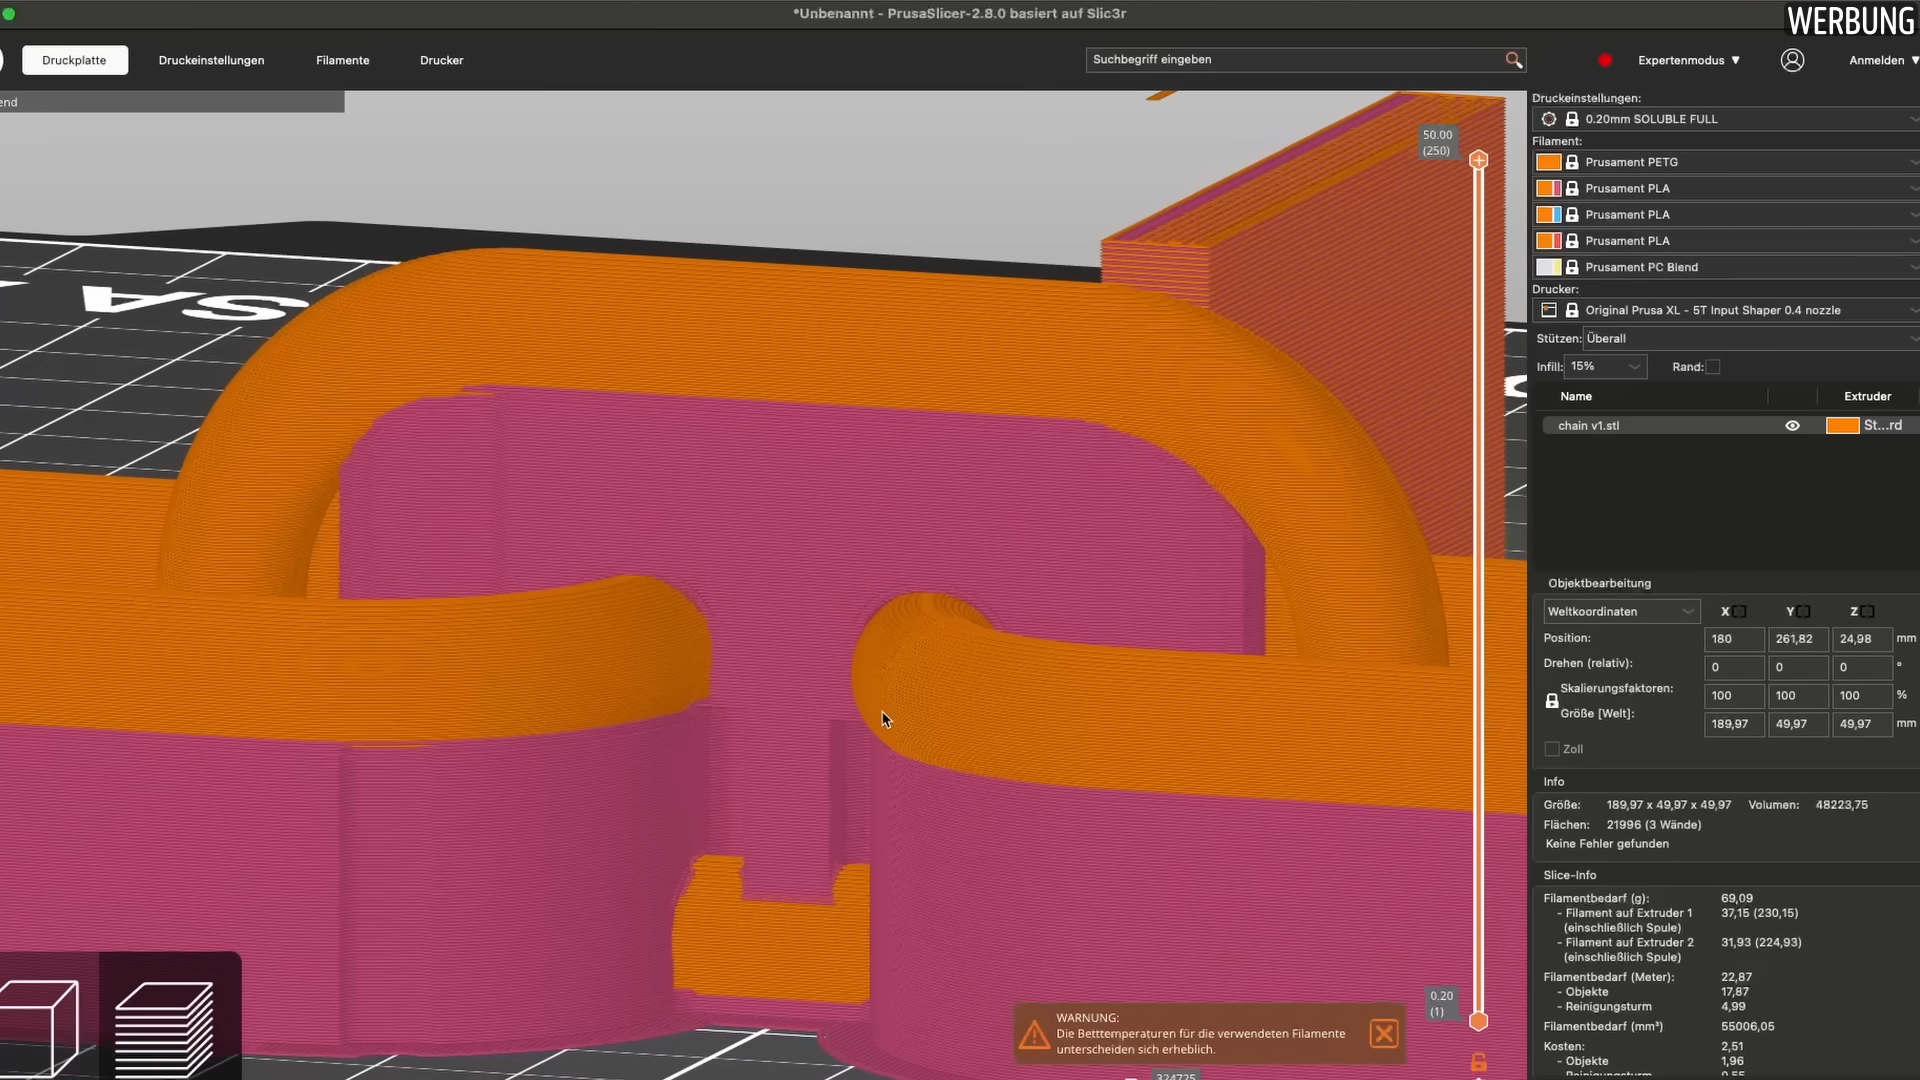 *Unbenannt - PrusaSlicer-2.8.0 basiert auf Slic3r
WERBUNG
Druckplatte
Druckeinstellungen
Filamente
Drucker
Suchbegriff eingeben
Expertenmodus ▼
Anmelden ▼
end
Druckeinstellungen:
0.20mm SOLUBLE FULL
Filament:
Prusament PETG
Prusament PLA
Prusament PLA
Prusament PLA
Prusament PC Blend
Drucker:
Original Prusa XL - 5T Input Shaper 0.4 nozzle
Stützen: Überall
Infill: 15% Rand:
Name Extruder
chain v1.stl St...rd
50.00
(250)
SA
Objektbearbeitung
Weltkoordinaten X Y Z
Position: 180 261,82 24,98 mm
Drehen (relativ): 0 0 0 °
Skalierungsfaktoren: 100 100 100 %
Größe [Welt]: 189,97 49,97 49,97 mm
Zoll
Info
Größe: 189,97 x 49,97 x 49,97 Volumen: 48223,75
Flächen: 21996 (3 Wände)
Keine Fehler gefunden
Slice-Info
Filamentbedarf (g): 69,09
- Filament auf Extruder 1 37,15 (230,15)
(einschließlich Spule)
- Filament auf Extruder 2 31,93 (224,93)
(einschließlich Spule)
Filamentbedarf (Meter): 22,87
- Objekte 17,87
- Reinigungsturm 4,99
Filamentbedarf (mm³) 55006,05
Kosten: 2,51
- Objekte 1,96
- Reinigungsturm 0,55
0.20
(1)
WARNUNG:
Die Betttemperaturen für die verwendeten Filamente
unterscheiden sich erheblich.
324725